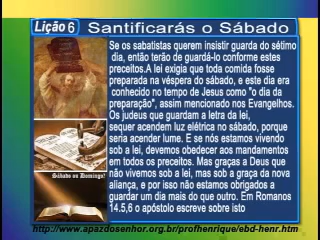 Lição 6
Santificarás o Sábado
Se os sabatistas querem insistir guarda do sétimo
dia, então terão de guardá-lo conforme estes
preceitos.A lei exigia que toda comida fosse
preparada na véspera do sábado, e este dia era
conhecido no tempo de Jesus como "o dia da
preparação", assim mencionado nos Evangelhos.
Os judeus que guardam a letra da lei,
sequer acendem luz elétrica no sábado, porque
seria acender lume. E se nós estamos vivendo
sob a lei, devemos obedecer aos mandamentos
em todos os preceitos. Mas graças a Deus que
não vivemos sob a lei, mas sob a graça da nova
aliança, e por isso não estamos obrigados a
guardar um dia mais do que outro. Em Romanos
14.5,6 o apóstolo escreve sobre isto
Sábado ou Domingo?
http://www.apazdosenhor.org.br/profhenrique/ebd-henr.htm